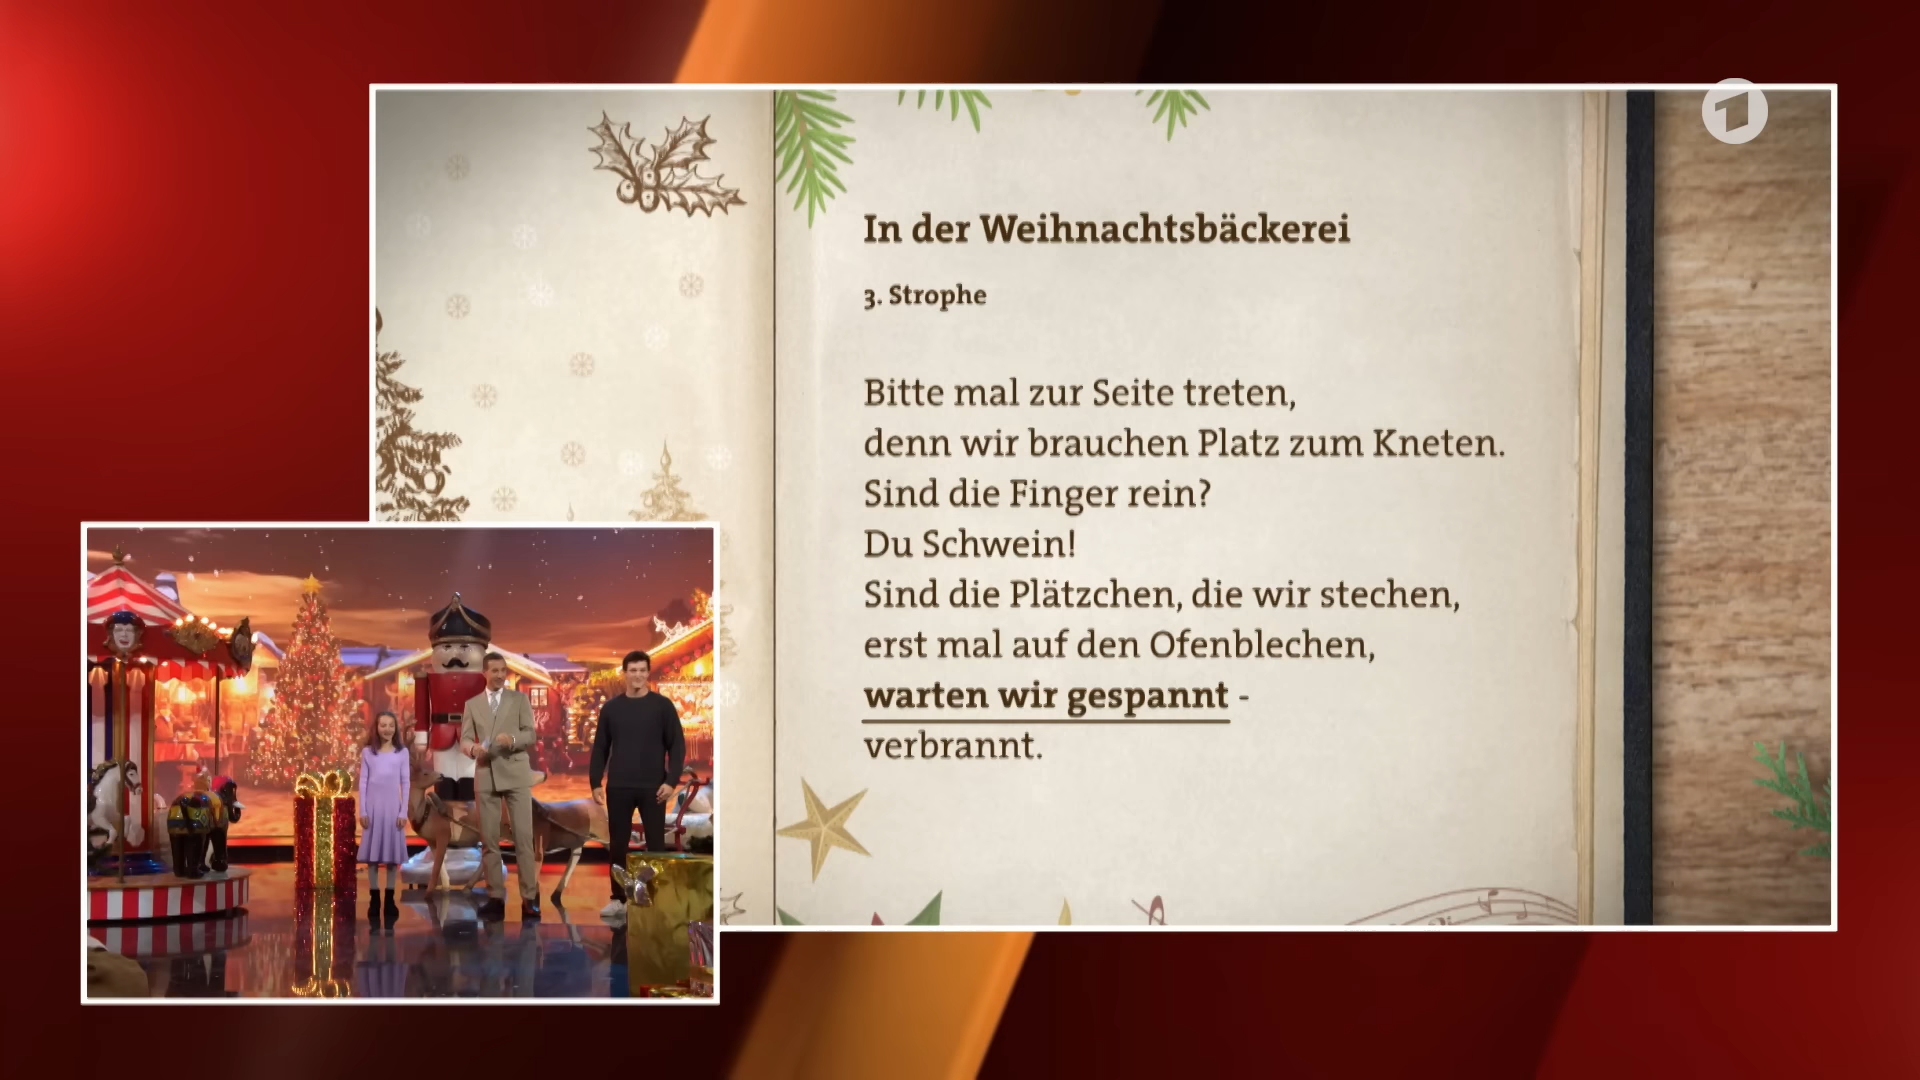 In der Weihnachtsbäckerei
3. Strophe
Bitte mal zur Seite treten,
denn wir brauchen Platz zum Kneten.
Sind die Finger rein?
Du Schwein!
Sind die Plätzchen, die wir stechen,
erst mal auf den Ofenblechen,
warten wir gespannt -
verbrannt.